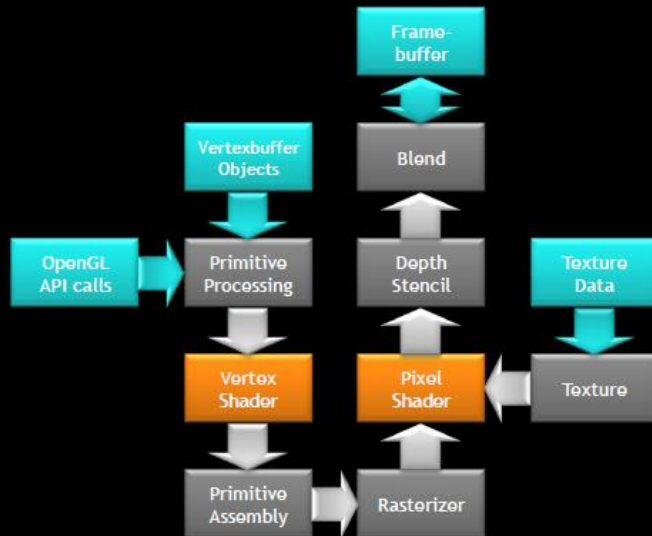 Frame-
buffer
Vertexbuffer
Objects
Blend
OpenGL
API calls
Primitive
Processing
Depth
Stencil
Texture
Data
Vertex
Shader
Pixel
Shader
Texture
Primitive
Assembly
Rasterizer